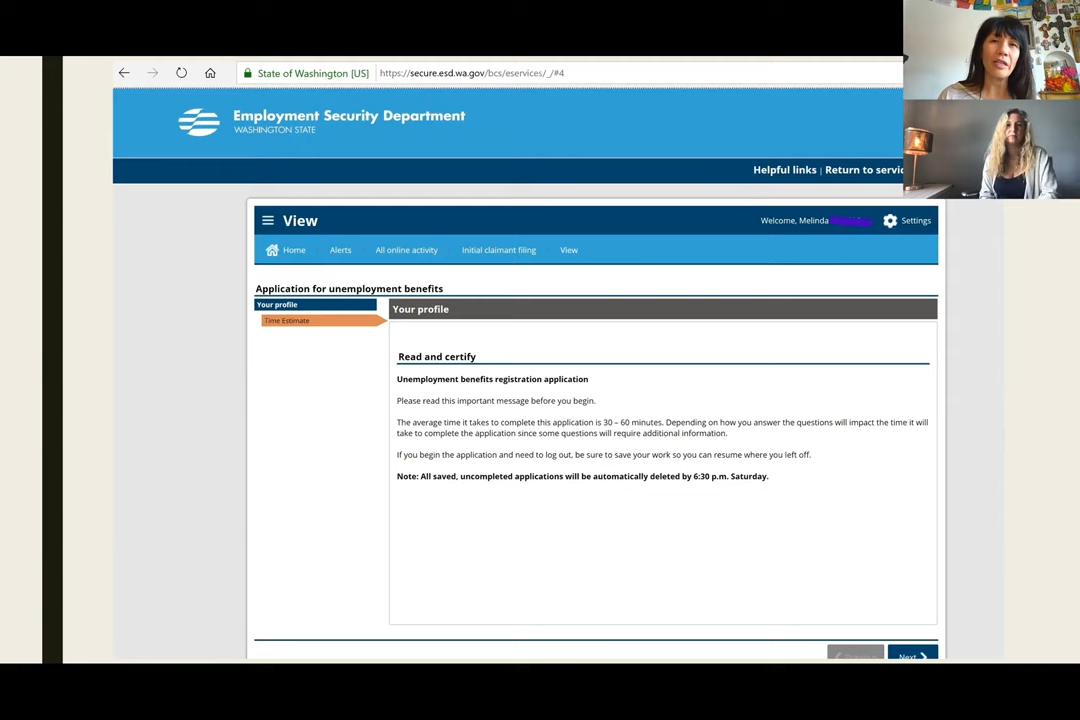 State of Washington [US]
https://secure.esd.wa.gov/bcs/eservices/_/#4
Employment Security Department
WASHINGTON STATE
Helpful links | Return to servic
View
Welcome, Melinda
Settings
Home
Alerts
All online activity
Initial claimant filing
View
Application for unemployment benefits
Your profile
Time Estimate
Your profile
Read and certify
Unemployment benefits registration application
Please read this important message before you begin.
The average time it takes to complete this application is 30 – 60 minutes. Depending on how you answer the questions will impact the time it will
take to complete the application since some questions will require additional information.
If you begin the application and need to log out, be sure to save your work so you can resume where you left off.
Note: All saved, uncompleted applications will be automatically deleted by 6:30 p.m. Saturday.
Previous
Next